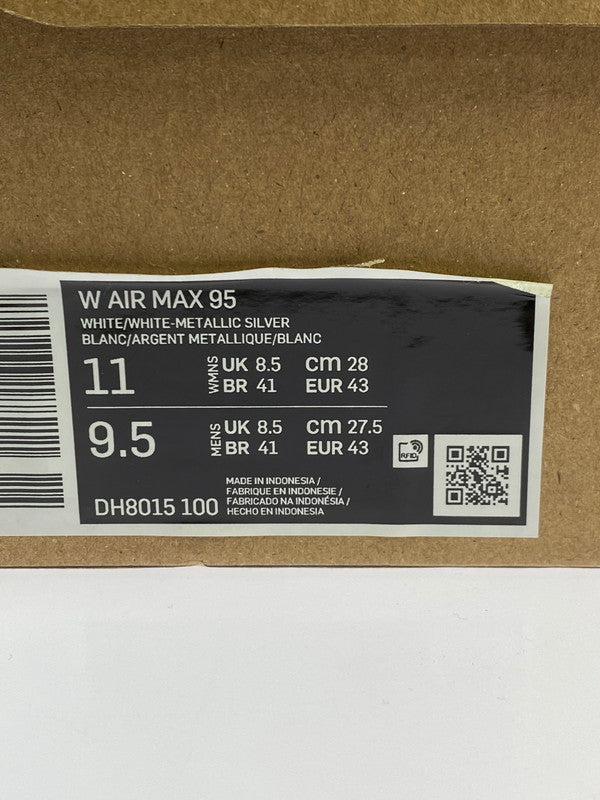 W AIR MAX 95
WHITE/WHITE-METALLIC SILVER
BLANC/ARGENT METALLIQUE/BLANC
11 WMNS UK 8.5 cm 28
BR 41 EUR 43
9.5 MENS UK 8.5 cm 27.5
BR 41 EUR 43
RFID
DH8015 100
MADE IN INDONESIA /
FABRIQUE EN INDONESIE /
FABRICADO NA INDONÉSIA /
HECHO EN INDONESIA